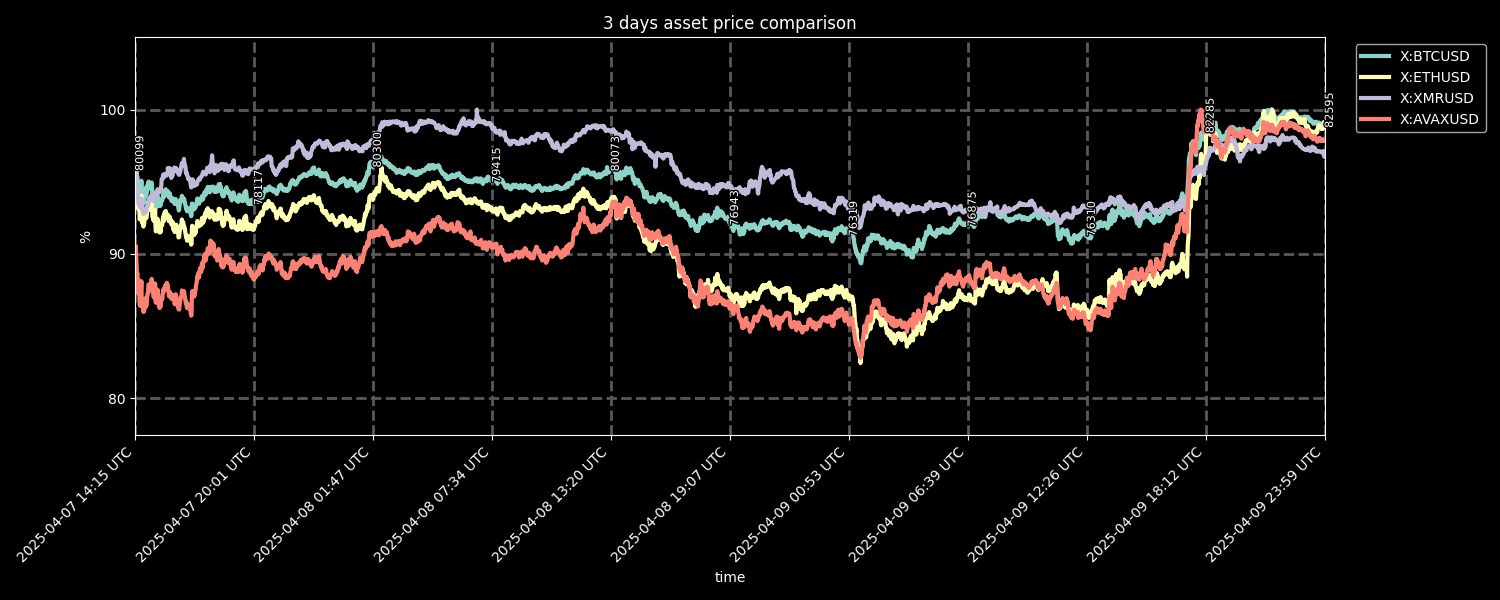 3 days asset price comparison
X:BTCUSD
X:ETHUSD
X:XMRUSD
X:AVAXUSD
100
90
80
%
80099
78117
80300
79415
80073
76943
76319
76875
76310
82285
82595
2025-04-07 14:15 UTC
2025-04-07 20:01 UTC
2025-04-08 01:47 UTC
2025-04-08 07:34 UTC
2025-04-08 13:20 UTC
2025-04-08 19:07 UTC
2025-04-09 00:53 UTC
2025-04-09 06:39 UTC
2025-04-09 12:26 UTC
2025-04-09 18:12 UTC
2025-04-09 23:59 UTC
time